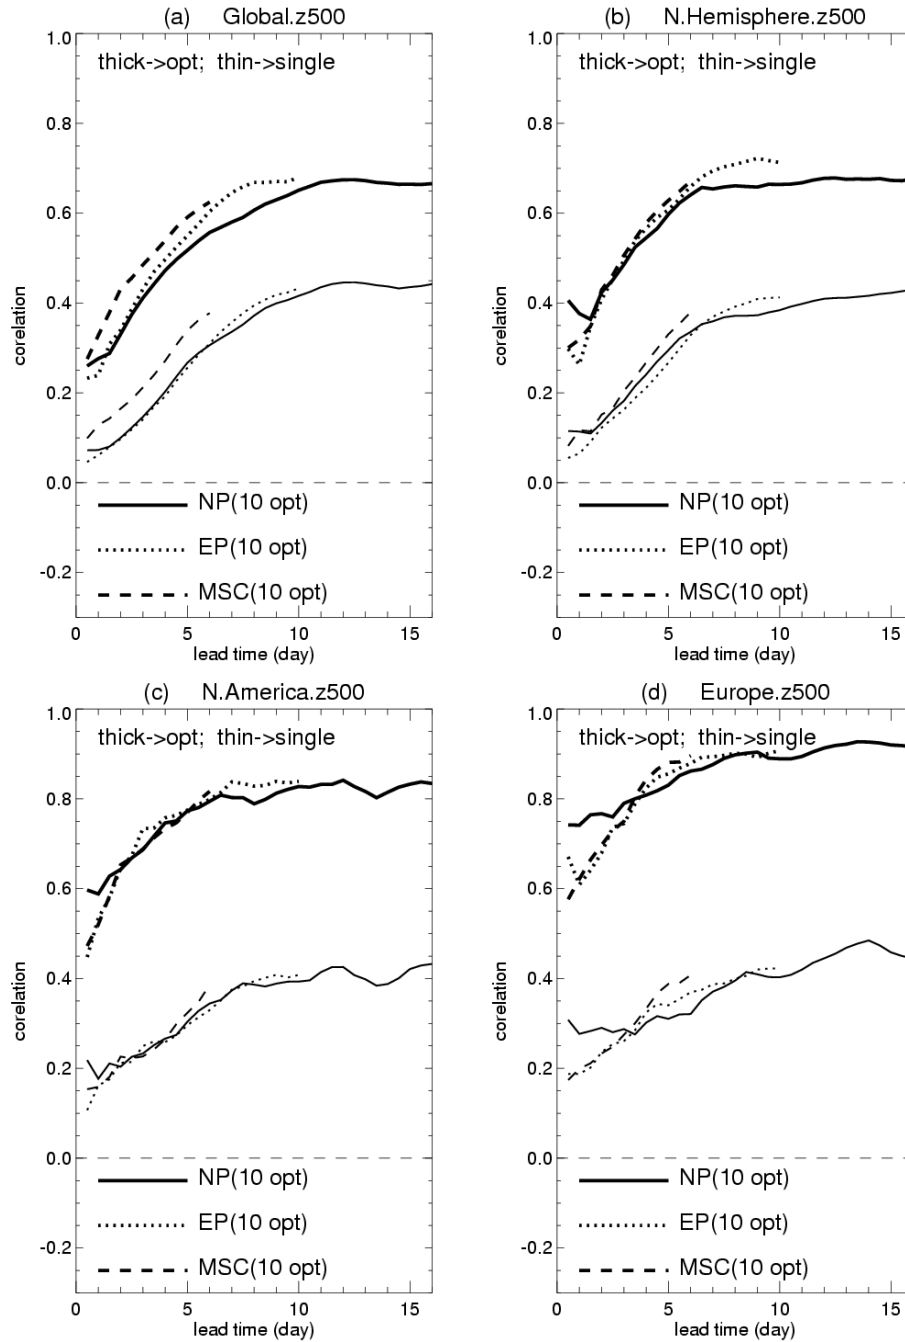 (a) Global.z500
1.0
thick->opt; thin->single
0.8
0.6
0.4
0.2
0.0
-0.2
corelation
NP(10 opt)
EP(10 opt)
MSC(10 opt)
0 5 10 15
lead time (day)
(b) N.Hemisphere.z500
1.0
thick->opt; thin->single
0.8
0.6
0.4
0.2
0.0
-0.2
corelation
NP(10 opt)
EP(10 opt)
MSC(10 opt)
0 5 10 15
lead time (day)
(c) N.America.z500
1.0
thick->opt; thin->single
0.8
0.6
0.4
0.2
0.0
-0.2
corelation
NP(10 opt)
EP(10 opt)
MSC(10 opt)
0 5 10 15
lead time (day)
(d) Europe.z500
1.0
thick->opt; thin->single
0.8
0.6
0.4
0.2
0.0
-0.2
corelation
NP(10 opt)
EP(10 opt)
MSC(10 opt)
0 5 10 15
lead time (day)